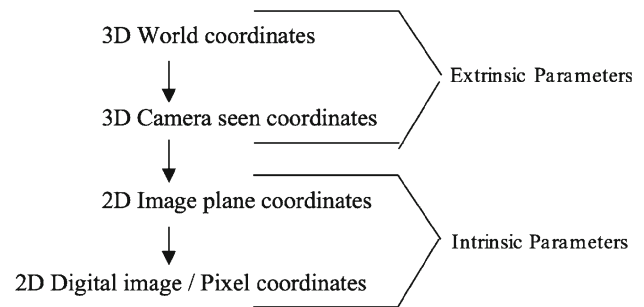 3D World coordinates
Extrinsic Parameters
3D Camera seen coordinates
2D Image plane coordinates
Intrinsic Parameters
2D Digital image / Pixel coordinates